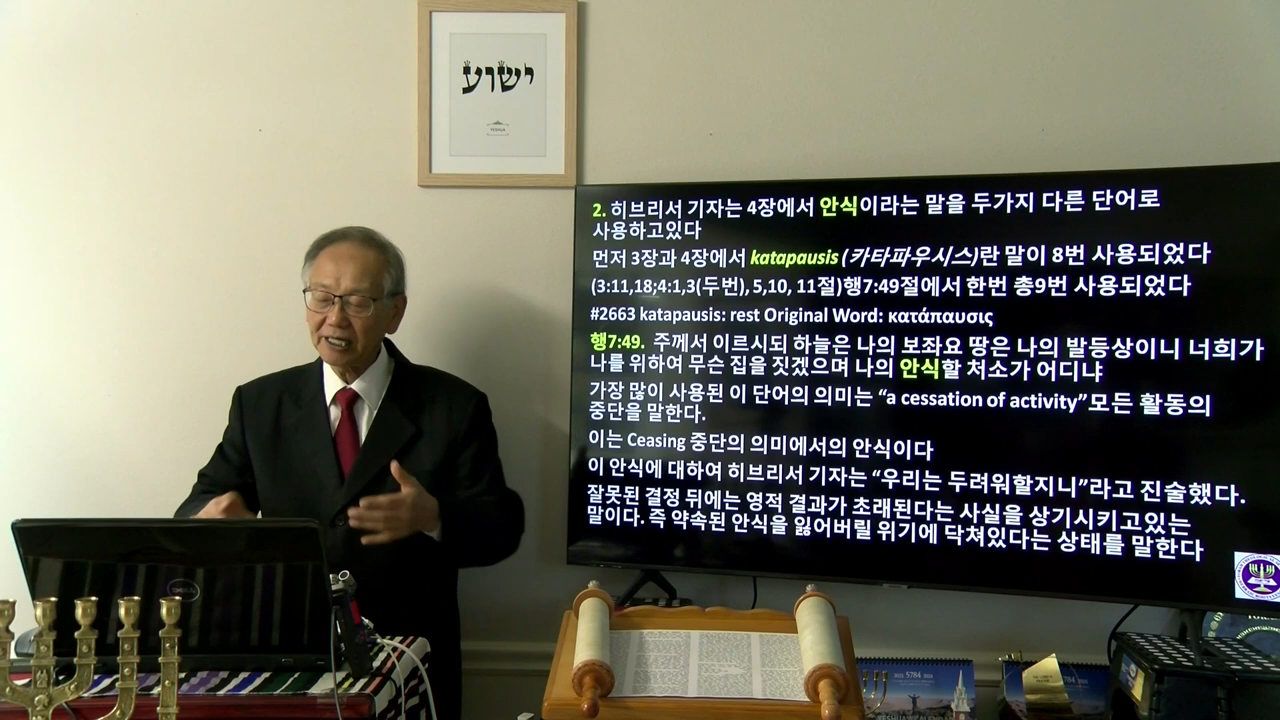 ישוע
YESHUA
2. 히브리서 기자는 4장에서 안식이라는 말을 두가지 다른 단어로
사용하고있다
먼저 3장과 4장에서 katapausis (카타파우시스)란 말이 8번 사용되었다
(3:11,18;4:1,3(두번),5,10, 11절)행7:49절에서 한번 총9번 사용되었다
#2663 katapausis: rest Original Word: κατάπαυσις
행7:49. 주께서 이르시되 하늘은 나의 보좌요 땅은 나의 발등상이니 너희가
나를 위하여 무슨 집을 짓겠으며 나의 안식할 처소가 어디냐
가장 많이 사용된 이 단어의 의미는 “a cessation of activity”모든 활동의
중단을 말한다.
이는 Ceasing 중단의 의미에서의 안식이다
이 안식에 대하여 히브리서 기자는 “우리는 두려워할지니”라고 진술했다.
잘못된 결정 뒤에는 영적 결과가 초래된다는 사실을 상기시키고있는
말이다. 즉 약속된 안식을 잃어버릴 위기에 닥쳐있다는 상태를 말한다
DELL
5784